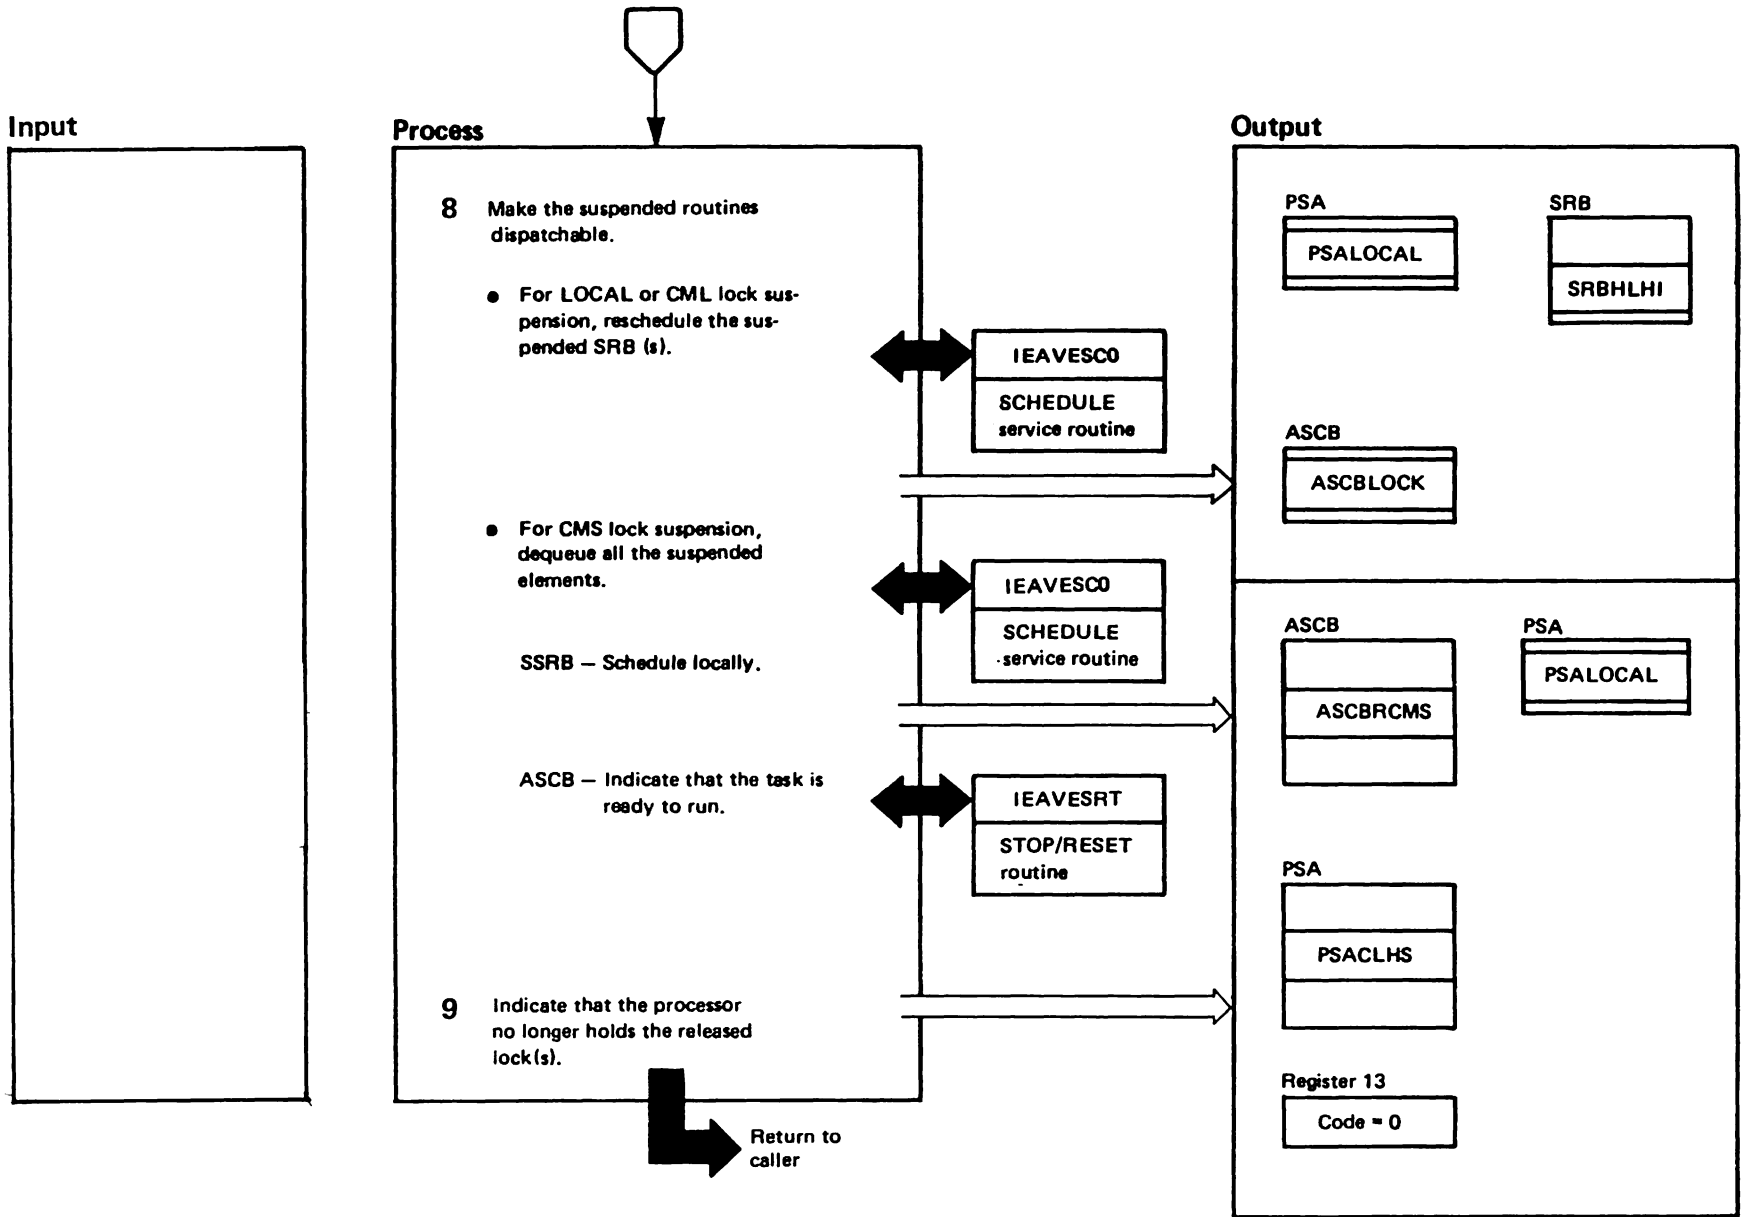 Input
Process
Output
8 Make the suspended routines
dispatchable.
● For LOCAL or CML lock sus-
pension, reschedule the sus-
pended SRB (s).
IEAVESC0
SCHEDULE
service routine
● For CMS lock suspension,
dequeue all the suspended
elements.
IEAVESC0
SCHEDULE
service routine
SSRB — Schedule locally.
ASCB — Indicate that the task is
ready to run.
IEAVESRT
STOP/RESET
routine
9 Indicate that the processor
no longer holds the released
lock(s).
Return to
caller
PSA
PSALOCAL
SRB
SRBHLHI
ASCB
ASCBLOCK
ASCB
ASCBRCMS
PSA
PSALOCAL
PSA
PSACLHS
Register 13
Code = 0